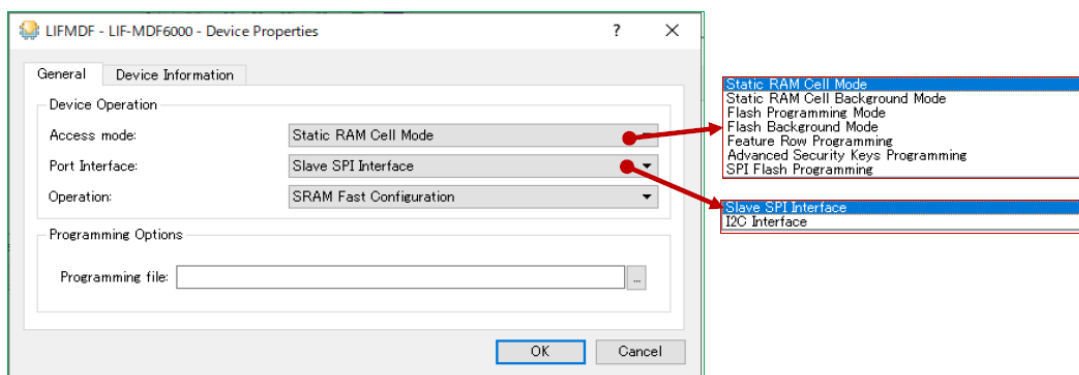 LIFMDF - LIF-MDF6000 - Device Properties ? ×
General Device Information
Device Operation
Access mode: Static RAM Cell Mode
Port Interface: Slave SPI Interface
Operation: SRAM Fast Configuration
Programming Options
Programming file: ...
OK Cancel
Static RAM Cell Mode
Static RAM Cell Background Mode
Flash Programming Mode
Flash Background Mode
Feature Row Programming
Advanced Security Keys Programming
SPI Flash Programming
Slave SPI Interface
I2C Interface